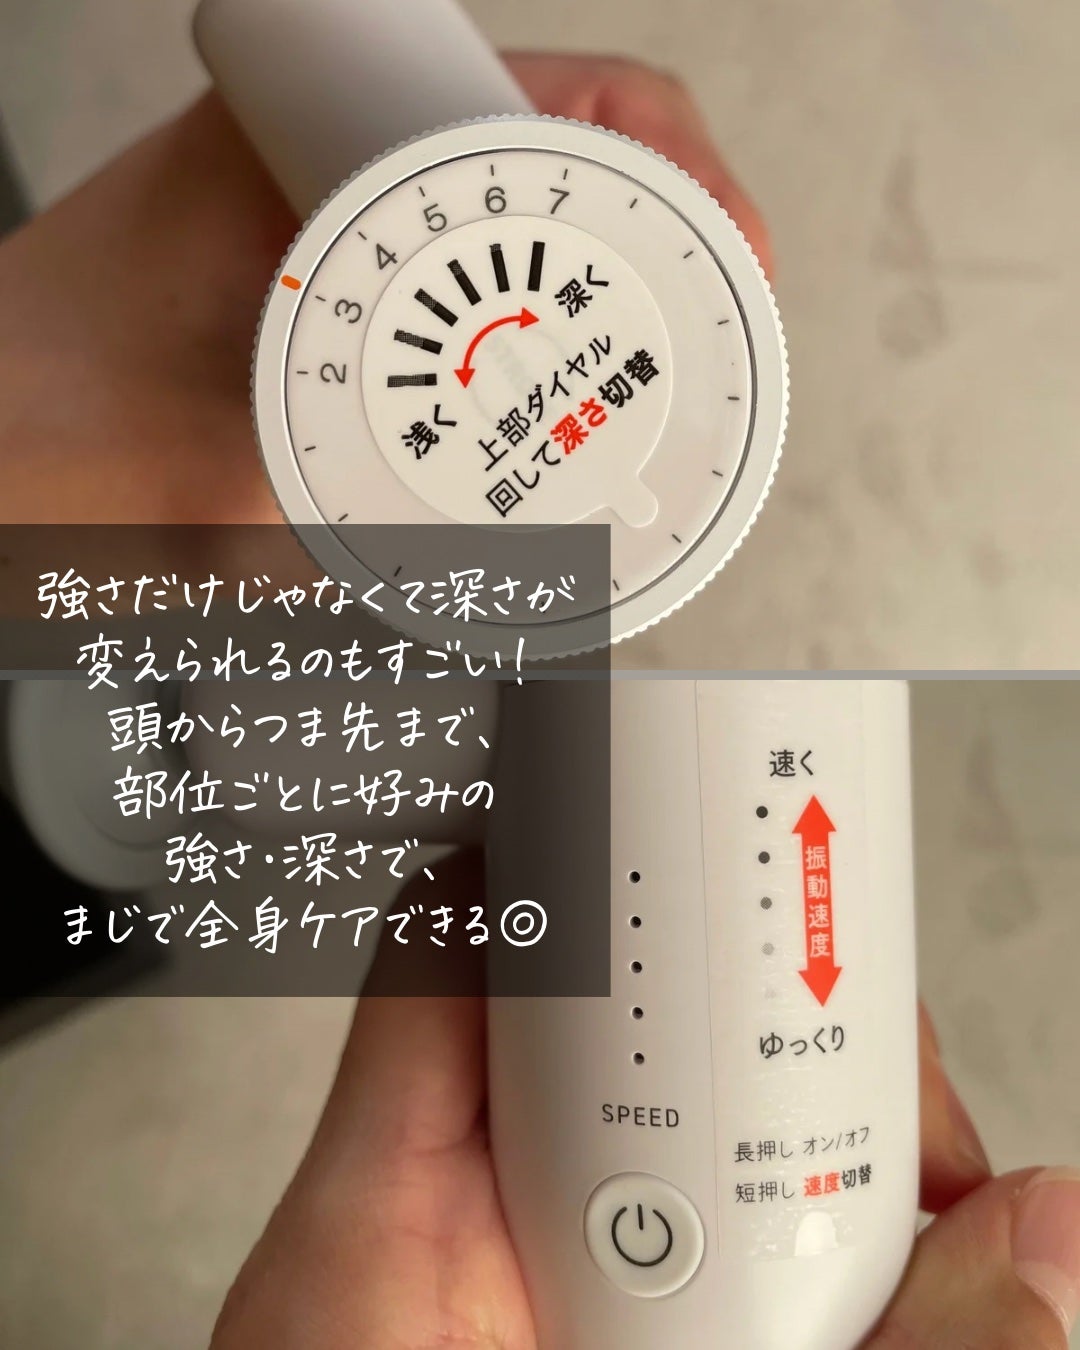 2 3 4 5 6 7
浅く
深く
上部ダイヤル
回して深さ切替
強さだけじゃなくて深さが
変えられるのもすごい!
頭からつま先まで、
部位ごとに好みの
強さ・深さで、
まじで全身ケアできる◎
速く
振動速度
ゆっくり
SPEED
長押し オン/オフ
短押し 速度切替